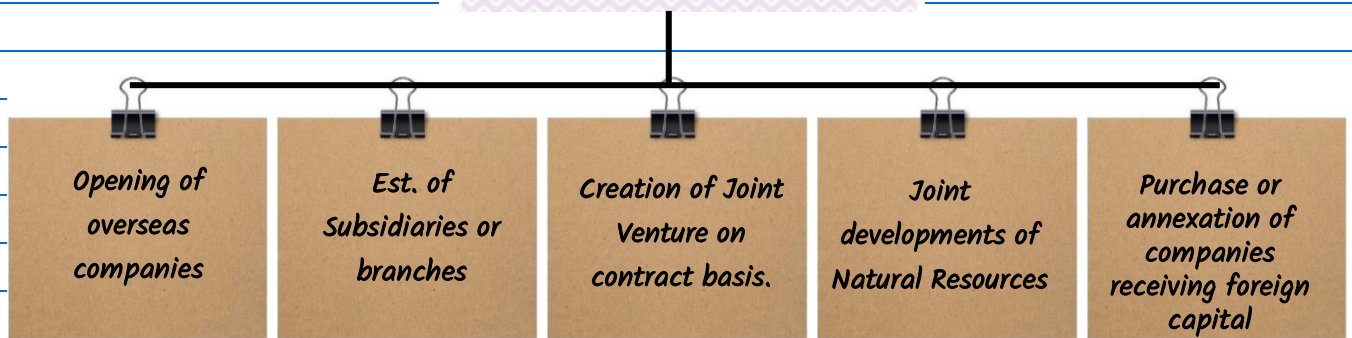 Opening of
overseas
companies
Est. of
Subsidiaries or
branches
Creation of Joint
Venture on
contract basis.
Joint
developments of
Natural Resources
Purchase or
annexation of
companies
receiving foreign
capital